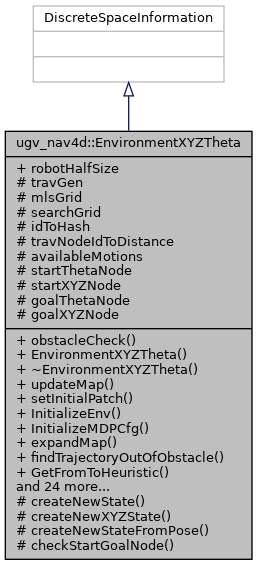 DiscreteSpaceInformation
ugv_nav4d::EnvironmentXYZTheta
+ robotHalfSize
# travGen
# mlsGrid
# searchGrid
# idToHash
# travNodeIdToDistance
# availableMotions
# startThetaNode
# startXYZNode
# goalThetaNode
# goalXYZNode
+ obstacleCheck()
+ EnvironmentXYZTheta()
+ ~EnvironmentXYZTheta()
+ updateMap()
+ setInitialPatch()
+ InitializeEnv()
+ InitializeMDPCfg()
+ expandMap()
+ findTrajectoryOutOfObstacle()
+ GetFromToHeuristic()
and 24 more...
# createNewState()
# createNewXYZState()
# createNewStateFromPose()
# checkStartGoalNode()